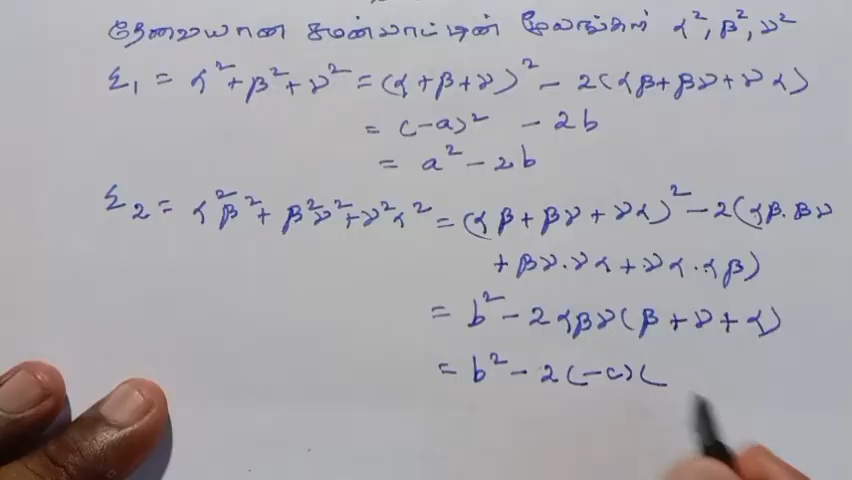 தேவையான சமன்பாட்டின் மூலங்கள் α², β², γ²
Σ₁ = α² + β² + γ² = (α + β + γ)² - 2(αβ + βγ + γα)
= (-a)² - 2b
= a² - 2b
Σ₂ = α²β² + β²γ² + γ²α² = (αβ + βγ + γα)² - 2(αβ.βγ
+ βγ.γα + γα.αβ)
= b² - 2αβγ(β + γ + α)
= b² - 2(-c)(